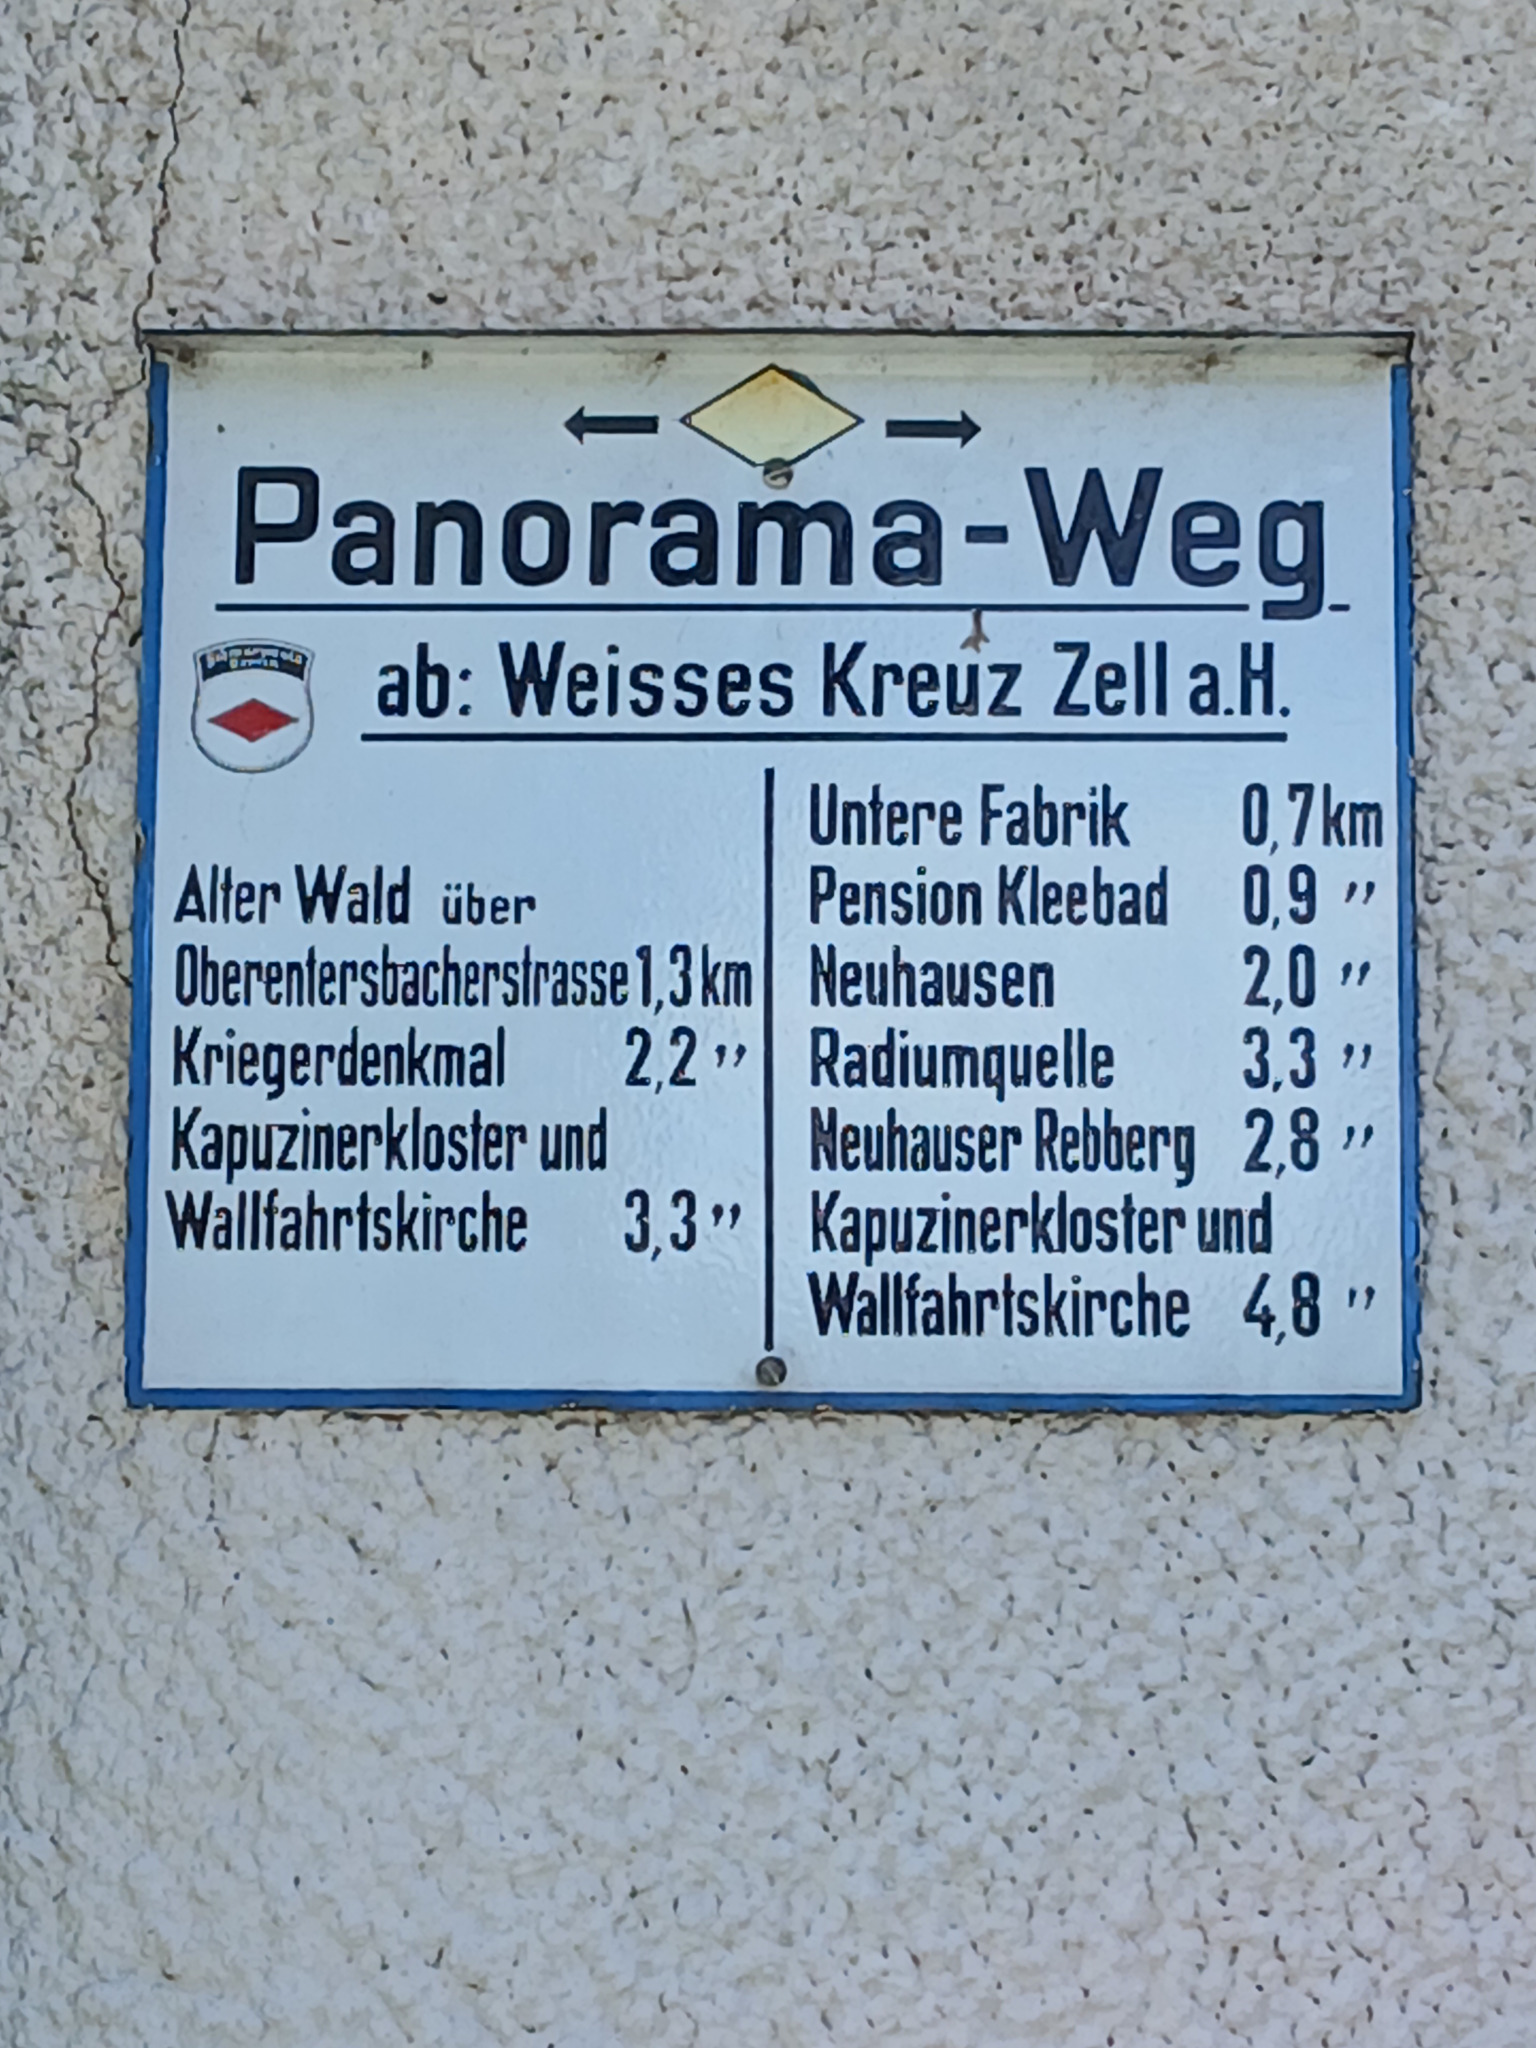 Panorama-Weg
ab: Weisses Kreuz Zell a.H.
Alter Wald über
Oberentersbacherstrasse 1,3 km
Kriegerdenkmal 2,2 "
Kapuzinerkloster und
Wallfahrtskirche 3,3 "
Untere Fabrik 0,7 km
Pension Kleebad 0,9 "
Neuhausen 2,0 "
Radiumquelle 3,3 "
Neuhauser Rebberg 2,8 "
Kapuzinerkloster und
Wallfahrtskirche 4,8 "